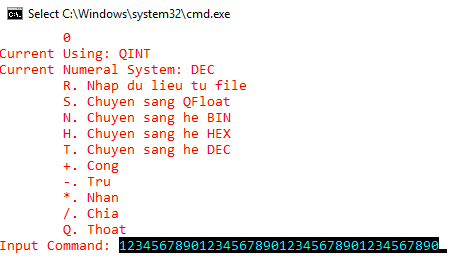 Select C:\Windows\system32\cmd.exe
0
Current Using: QINT
Current Numeral System: DEC
R. Nhap du lieu tu file
S. Chuyen sang QFloat
N. Chuyen sang he BIN
H. Chuyen sang he HEX
T. Chuyen sang he DEC
+. Cong
-. Tru
*. Nhan
/. Chia
Q. Thoat
Input Command: 1234567890123456789012345678901234567890